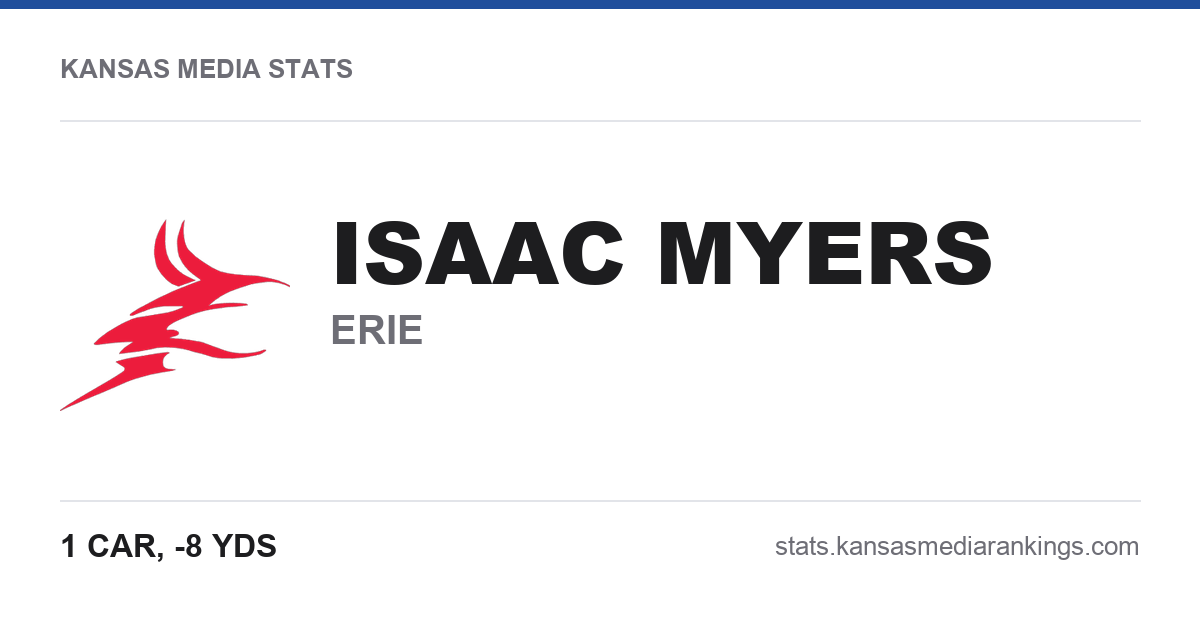 KANSAS MEDIA STATS
ISAAC MYERS
ERIE
1 CAR, -8 YDS
stats.kansasmediarankings.com